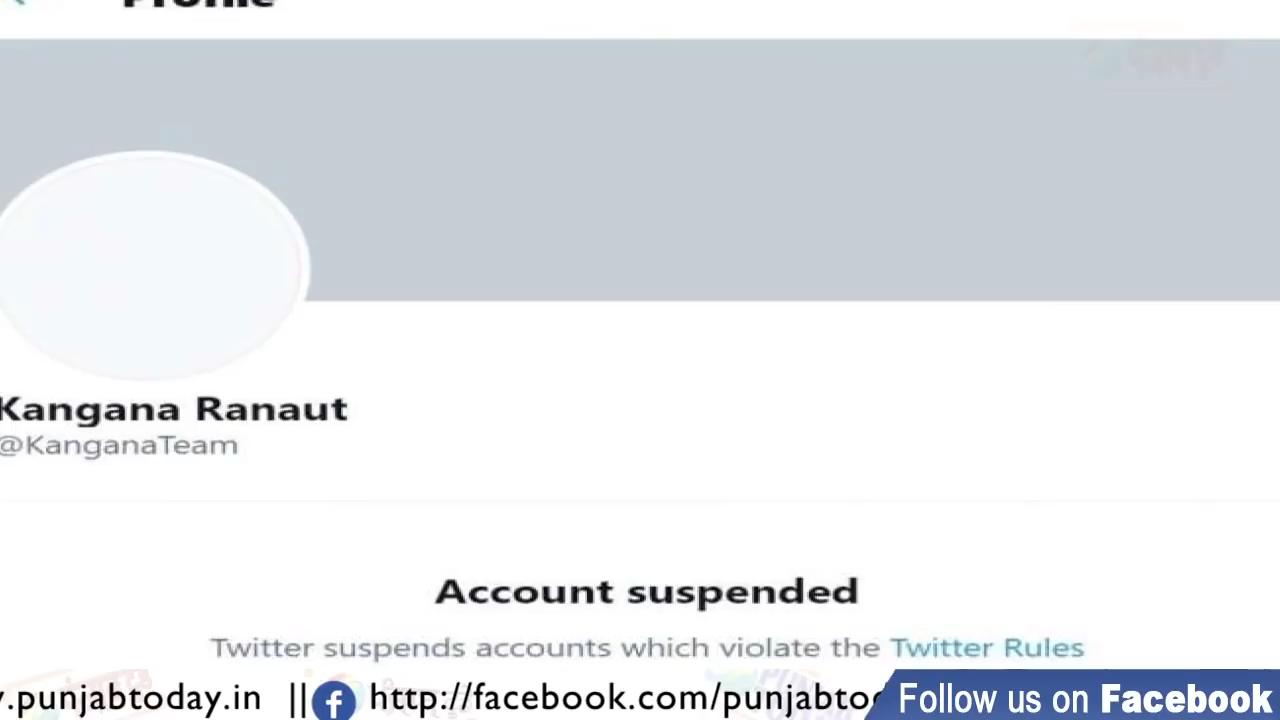 Profile
Kangana Ranaut
@KanganaTeam
Account suspended
Twitter suspends accounts which violate the Twitter Rules
.punjabtoday.in || http://facebook.com/punjabtod
Follow us on Facebook